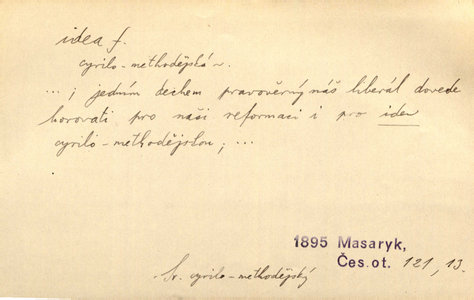 idea f.
cyrilo-methodějská ~.
...; jedním dechem pravověrný náš liberál dovede
horovati pro naši reformaci i pro ideu
cyrilo-methodějskou; ...
1895 Masaryk,
Čes. ot. 121, 13.
Sr. cyrilo-methodějský